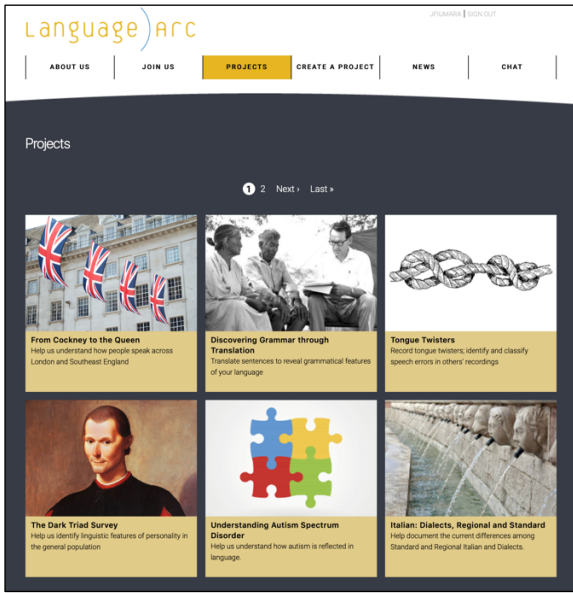 Language)Arc
JFIUMARA | SIGN OUT
ABOUT US
JOIN US
PROJECTS
CREATE A PROJECT
NEWS
CHAT
Projects
1 2 Next › Last »
From Cockney to the Queen
Help us understand how people speak across
London and Southeast England
Discovering Grammar through
Translation
Translate sentences to reveal grammatical features
of your language
Tongue Twisters
Record tongue twisters; identify and classify
speech errors in others' recordings
The Dark Triad Survey
Help us identify linguistic features of personality in
the general population
Understanding Autism Spectrum
Disorder
Help us understand how autism is reflected in
language.
Italian: Dialects, Regional and Standard
Help document the current differences among
Standard and Regional Italian and Dialects.